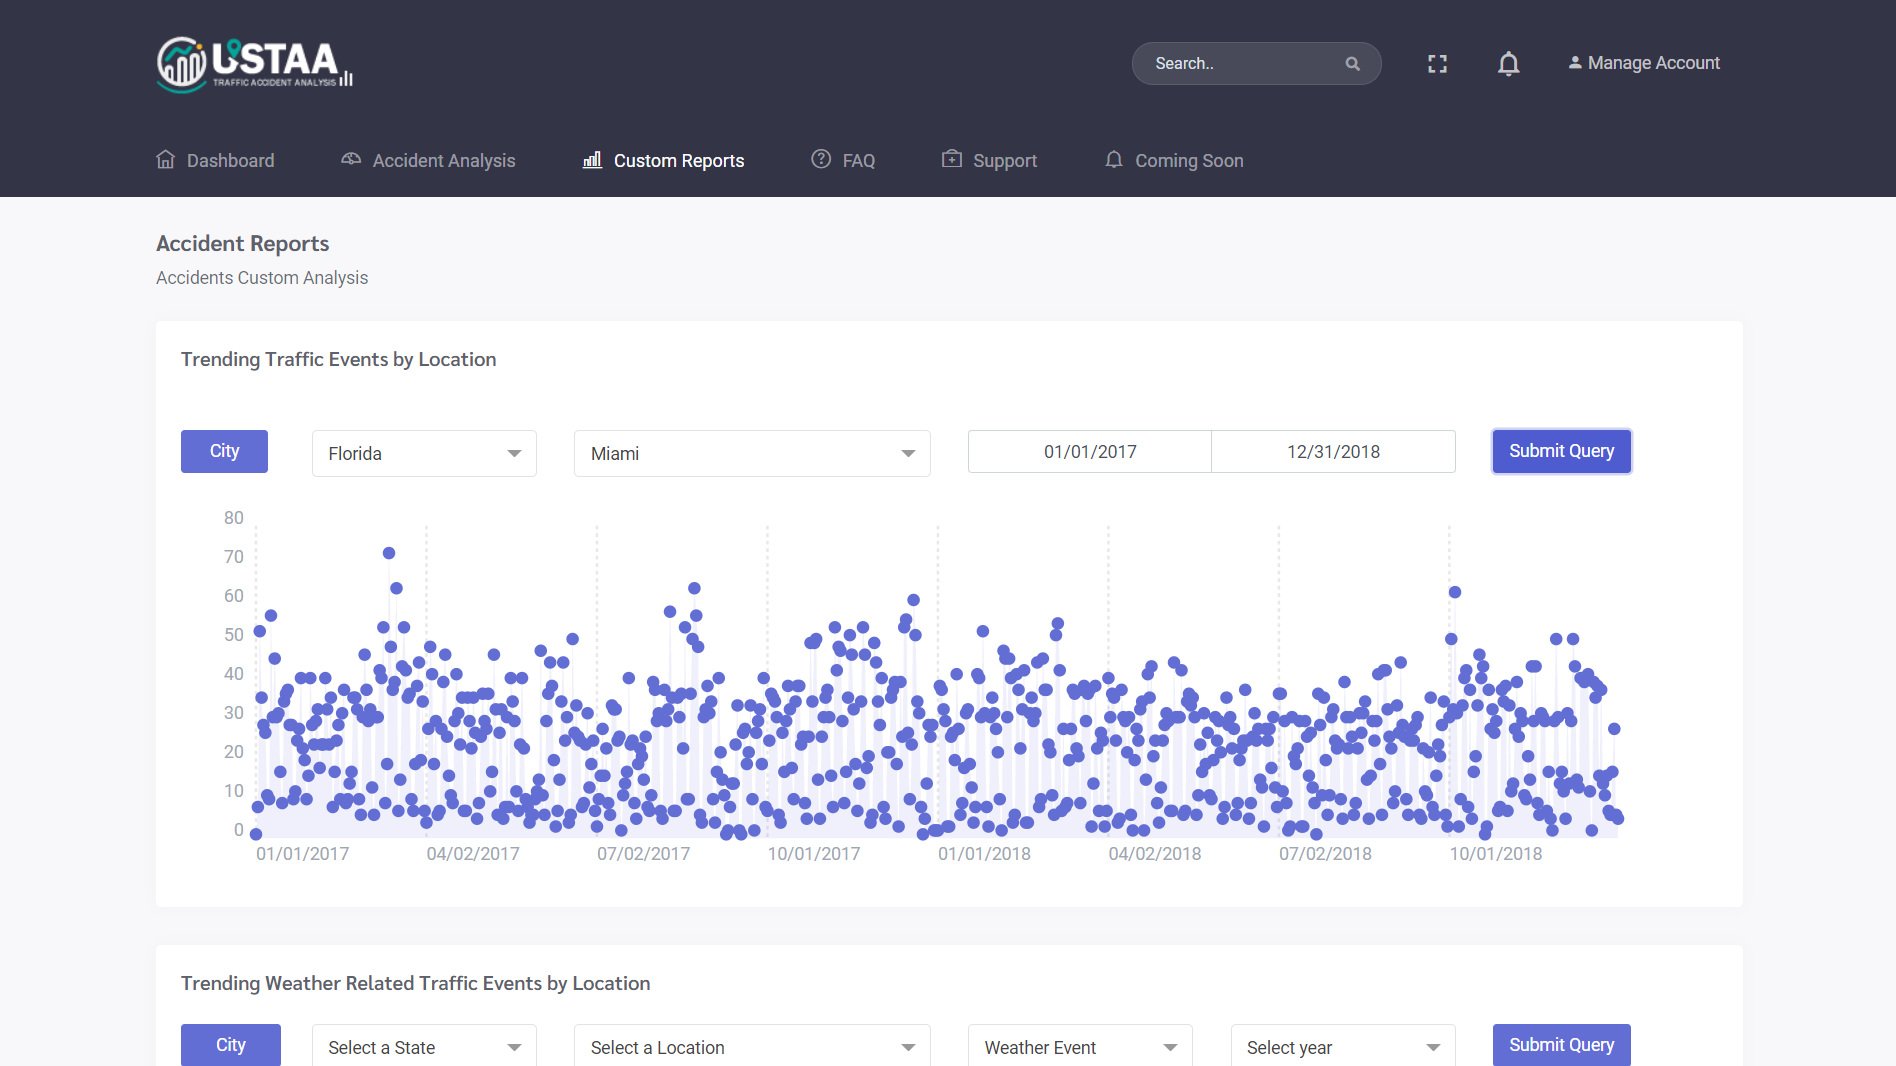 USTAA
TRAFFIC ACCIDENT ANALYSIS
Search..
Manage Account
Dashboard
Accident Analysis
Custom Reports
FAQ
Support
Coming Soon
Accident Reports
Accidents Custom Analysis
Trending Traffic Events by Location
City
Florida
Miami
01/01/2017
12/31/2018
Submit Query
80
70
60
50
40
30
20
10
0
01/01/2017
04/02/2017
07/02/2017
10/01/2017
01/01/2018
04/02/2018
07/02/2018
10/01/2018
Trending Weather Related Traffic Events by Location
City
Select a State
Select a Location
Weather Event
Select year
Submit Query